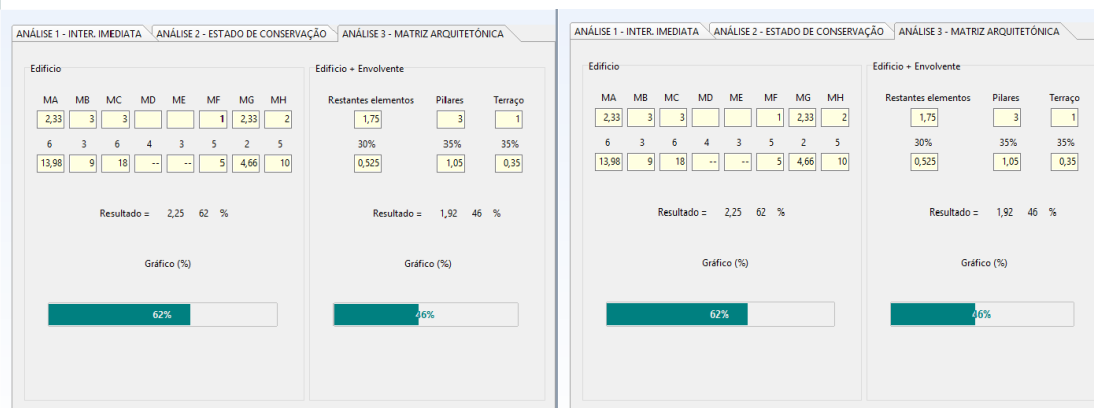 ANÁLISE 1 - INTER. IMEDIATA ANÁLISE 2 - ESTADO DE CONSERVAÇÃO ANÁLISE 3 - MATRIZ ARQUITETÓNICA
Edificio
MA MB MC MD ME MF MG MH
2,33 3 3 1 2,33 2
6 3 6 4 3 5 2 5
13,98 9 18 -- -- 5 4,66 10
Resultado = 2,25 62 %
Gráfico (%)
62%
Edificio + Envolvente
Restantes elementos Pilares Terraço
1,75 3 1
30% 35% 35%
0,525 1,05 0,35
Resultado = 1,92 46 %
Gráfico (%)
46%
ANÁLISE 1 - INTER. IMEDIATA ANÁLISE 2 - ESTADO DE CONSERVAÇÃO ANÁLISE 3 - MATRIZ ARQUITETÓNICA
Edificio
MA MB MC MD ME MF MG MH
2,33 3 3 1 2,33 2
6 3 6 4 3 5 2 5
13,98 9 18 -- -- 5 4,66 10
Resultado = 2,25 62 %
Gráfico (%)
62%
Edificio + Envolvente
Restantes elementos Pilares Terraço
1,75 3 1
30% 35% 35%
0,525 1,05 0,35
Resultado = 1,92 46 %
Gráfico (%)
46%